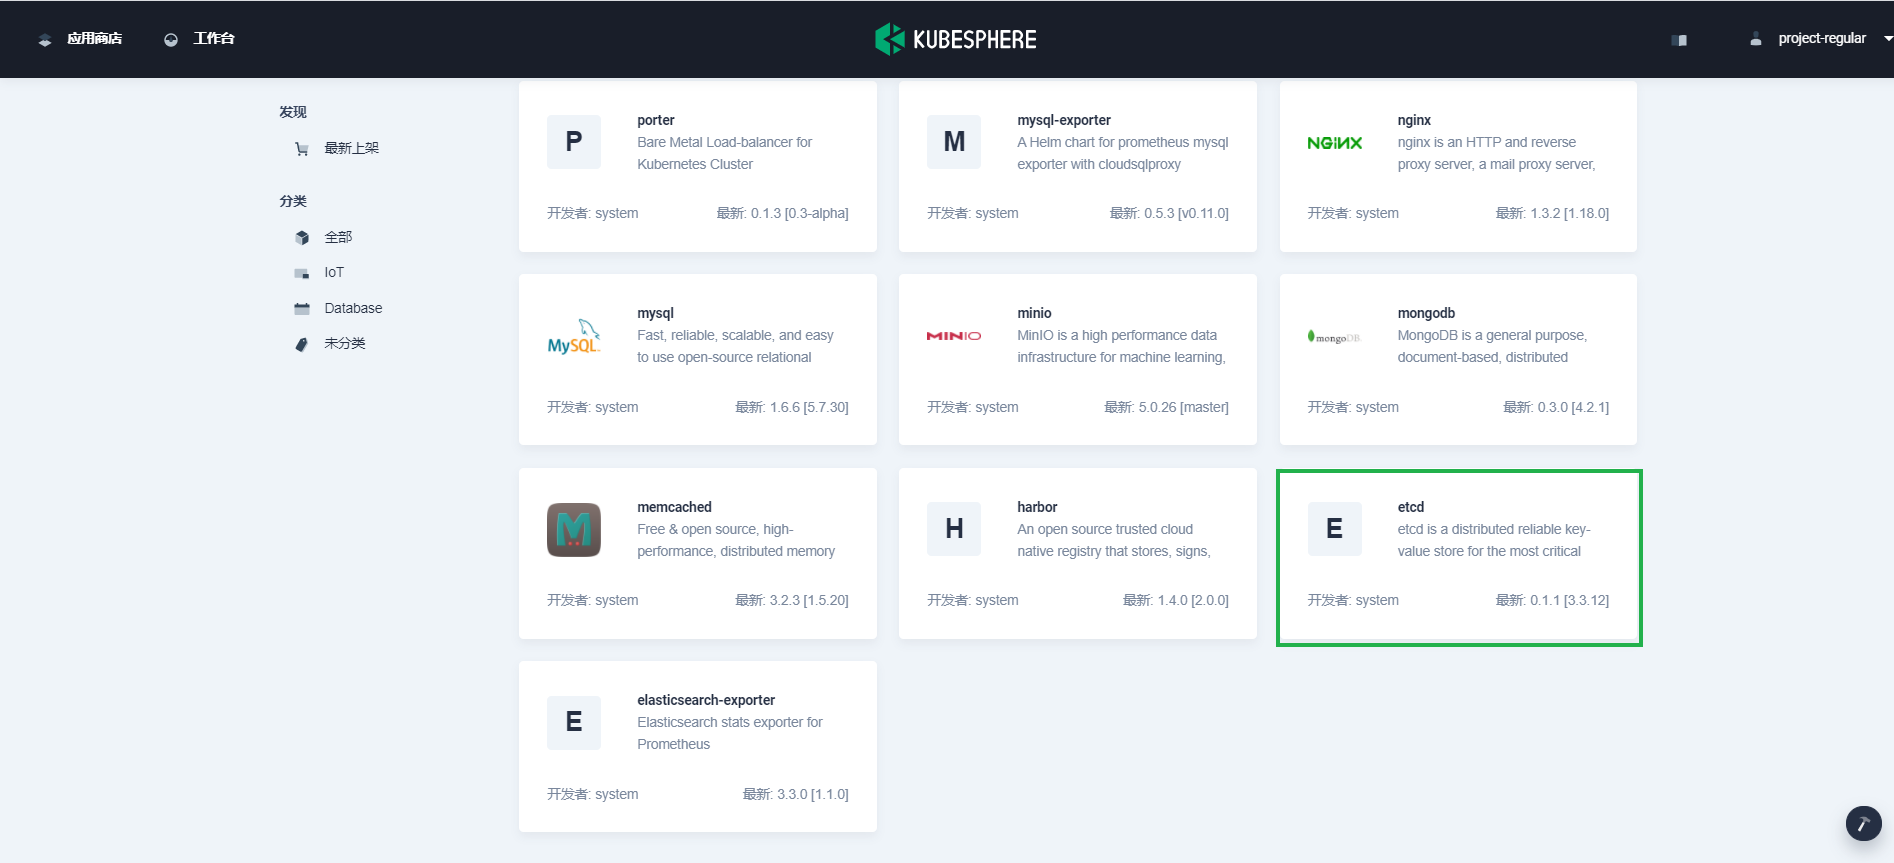 应用商店
工作台
KUBESPHERE
project-regular
发现
最新上架
分类
全部
IoT
Database
未分类
P
porter
Bare Metal Load-balancer for
Kubernetes Cluster
开发者: system
最新: 0.1.3 [0.3-alpha]
M
mysql-exporter
A Helm chart for prometheus mysql
exporter with cloudsqlproxy
开发者: system
最新: 0.5.3 [v0.11.0]
NGINX
nginx
nginx is an HTTP and reverse
proxy server, a mail proxy server,
开发者: system
最新: 1.3.2 [1.18.0]
MySQL
mysql
Fast, reliable, scalable, and easy
to use open-source relational
开发者: system
最新: 1.6.6 [5.7.30]
MINIO
minio
MinIO is a high performance data
infrastructure for machine learning,
开发者: system
最新: 5.0.26 [master]
mongoDB
mongodb
MongoDB is a general purpose,
document-based, distributed
开发者: system
最新: 0.3.0 [4.2.1]
M
memcached
Free & open source, high-
performance, distributed memory
开发者: system
最新: 3.2.3 [1.5.20]
H
harbor
An open source trusted cloud
native registry that stores, signs,
开发者: system
最新: 1.4.0 [2.0.0]
E
etcd
etcd is a distributed reliable key-
value store for the most critical
开发者: system
最新: 0.1.1 [3.3.12]
E
elasticsearch-exporter
Elasticsearch stats exporter for
Prometheus
开发者: system
最新: 3.3.0 [1.1.0]